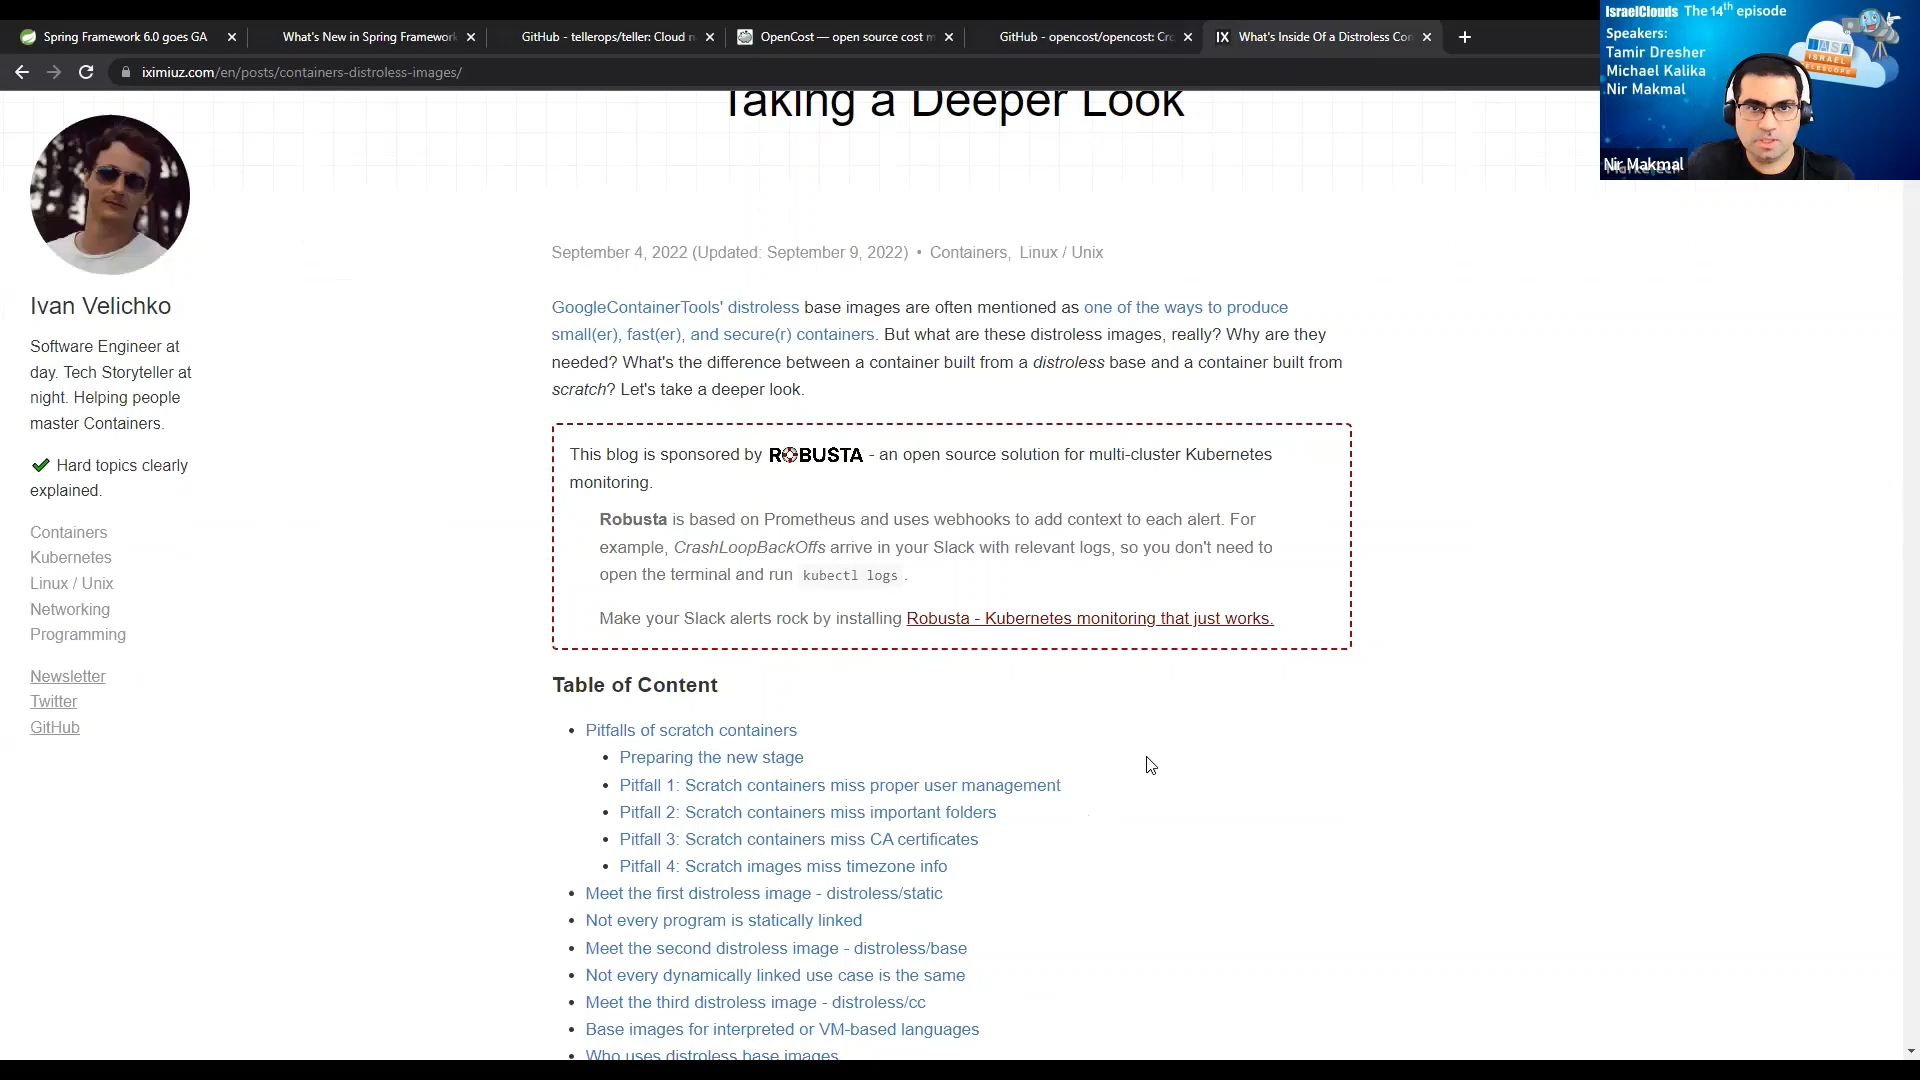 Spring Framework 6.0 goes GA
What's New in Spring Framework
GitHub - tellerops/teller: Cloud n
OpenCost — open source cost m
GitHub - opencost/opencost: Cro
IX What's Inside Of a Distroless Con
iximiuz.com/en/posts/containers-distroless-images/
IsraelClouds The 14th episode
Speakers:
Tamir Dresher
Michael Kalika
Nir Makmal
IASA
ISRAEL
Nir Makmal
Taking a Deeper Look
Ivan Velichko
Software Engineer at
day. Tech Storyteller at
night. Helping people
master Containers.
Hard topics clearly
explained.
Containers
Kubernetes
Linux / Unix
Networking
Programming
Newsletter
Twitter
GitHub
September 4, 2022 (Updated: September 9, 2022) • Containers, Linux / Unix
GoogleContainerTools' distroless base images are often mentioned as one of the ways to produce
small(er), fast(er), and secure(r) containers. But what are these distroless images, really? Why are they
needed? What's the difference between a container built from a distroless base and a container built from
scratch? Let's take a deeper look.
This blog is sponsored by ROBUSTA - an open source solution for multi-cluster Kubernetes
monitoring.
Robusta is based on Prometheus and uses webhooks to add context to each alert. For
example, CrashLoopBackOffs arrive in your Slack with relevant logs, so you don't need to
open the terminal and run kubectl logs .
Make your Slack alerts rock by installing Robusta - Kubernetes monitoring that just works.
Table of Content
• Pitfalls of scratch containers
• Preparing the new stage
• Pitfall 1: Scratch containers miss proper user management
• Pitfall 2: Scratch containers miss important folders
• Pitfall 3: Scratch containers miss CA certificates
• Pitfall 4: Scratch images miss timezone info
• Meet the first distroless image - distroless/static
• Not every program is statically linked
• Meet the second distroless image - distroless/base
• Not every dynamically linked use case is the same
• Meet the third distroless image - distroless/cc
• Base images for interpreted or VM-based languages
• Who uses distroless base images